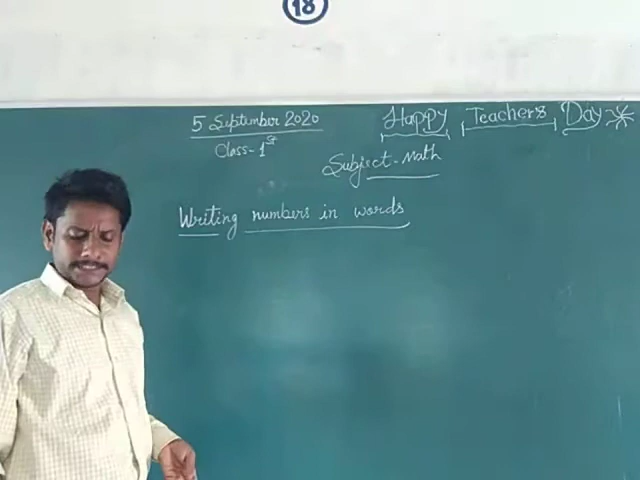 18
5 September 2020
Happy Teachers Day
Class-1st
Subject-Math
Writing numbers in words